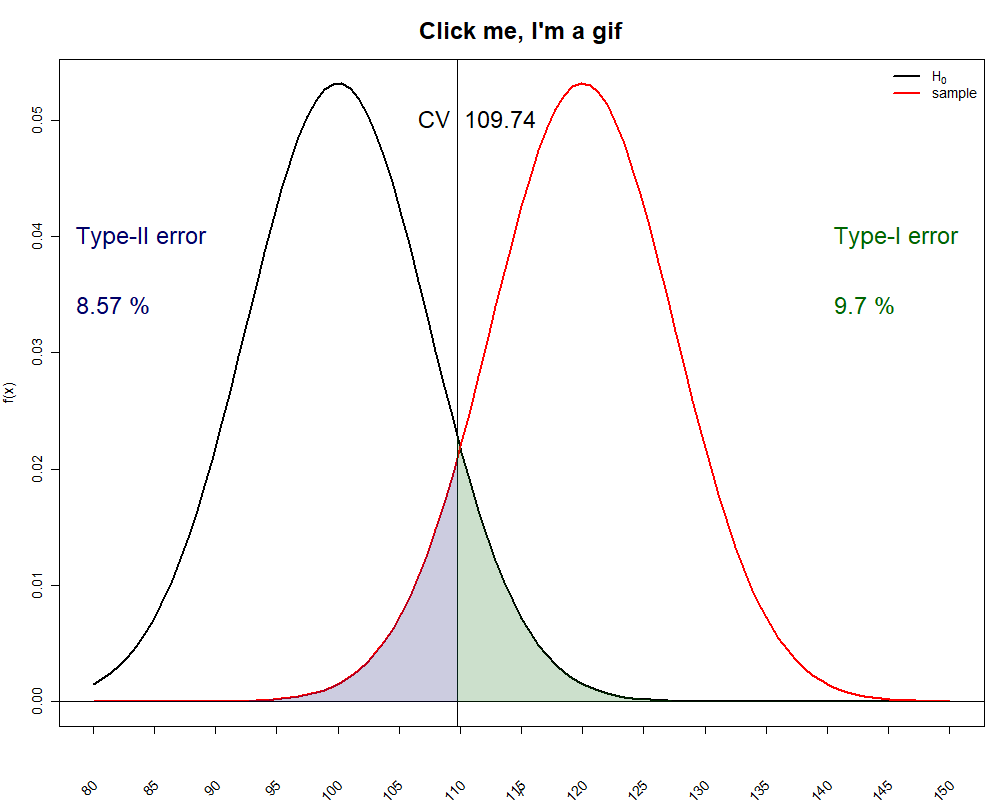 Click me, I'm a gif
H0
sample
CV 109.74
Type-II error
8.57 %
Type-I error
9.7 %
f(x)
0.05
0.04
0.03
0.02
0.01
0.00
80 85 90 95 100 105 110 115 120 125 130 135 140 145 150